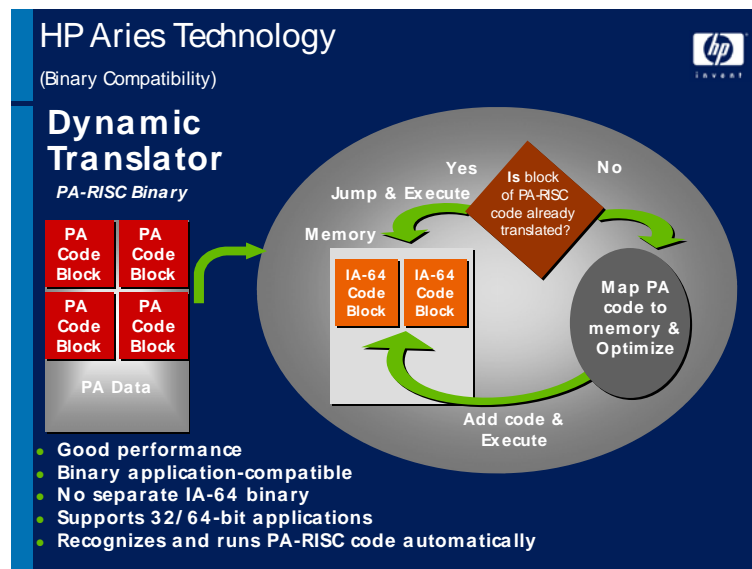 HP Aries Technology
(Binary Compatibility)
hp
invent
Dynamic
Translator
PA-RISC Binary
PA
Code
Block
PA
Code
Block
PA
Code
Block
PA
Code
Block
PA Data
Yes
No
Is block
of PA-RISC
code already
translated?
Jump & Execute
Memory
IA-64
Code
Block
IA-64
Code
Block
Map PA
code to
memory &
Optimize
Add code &
Execute
Good performance
Binary application-compatible
No separate IA-64 binary
Supports 32/64-bit applications
Recognizes and runs PA-RISC code automatically